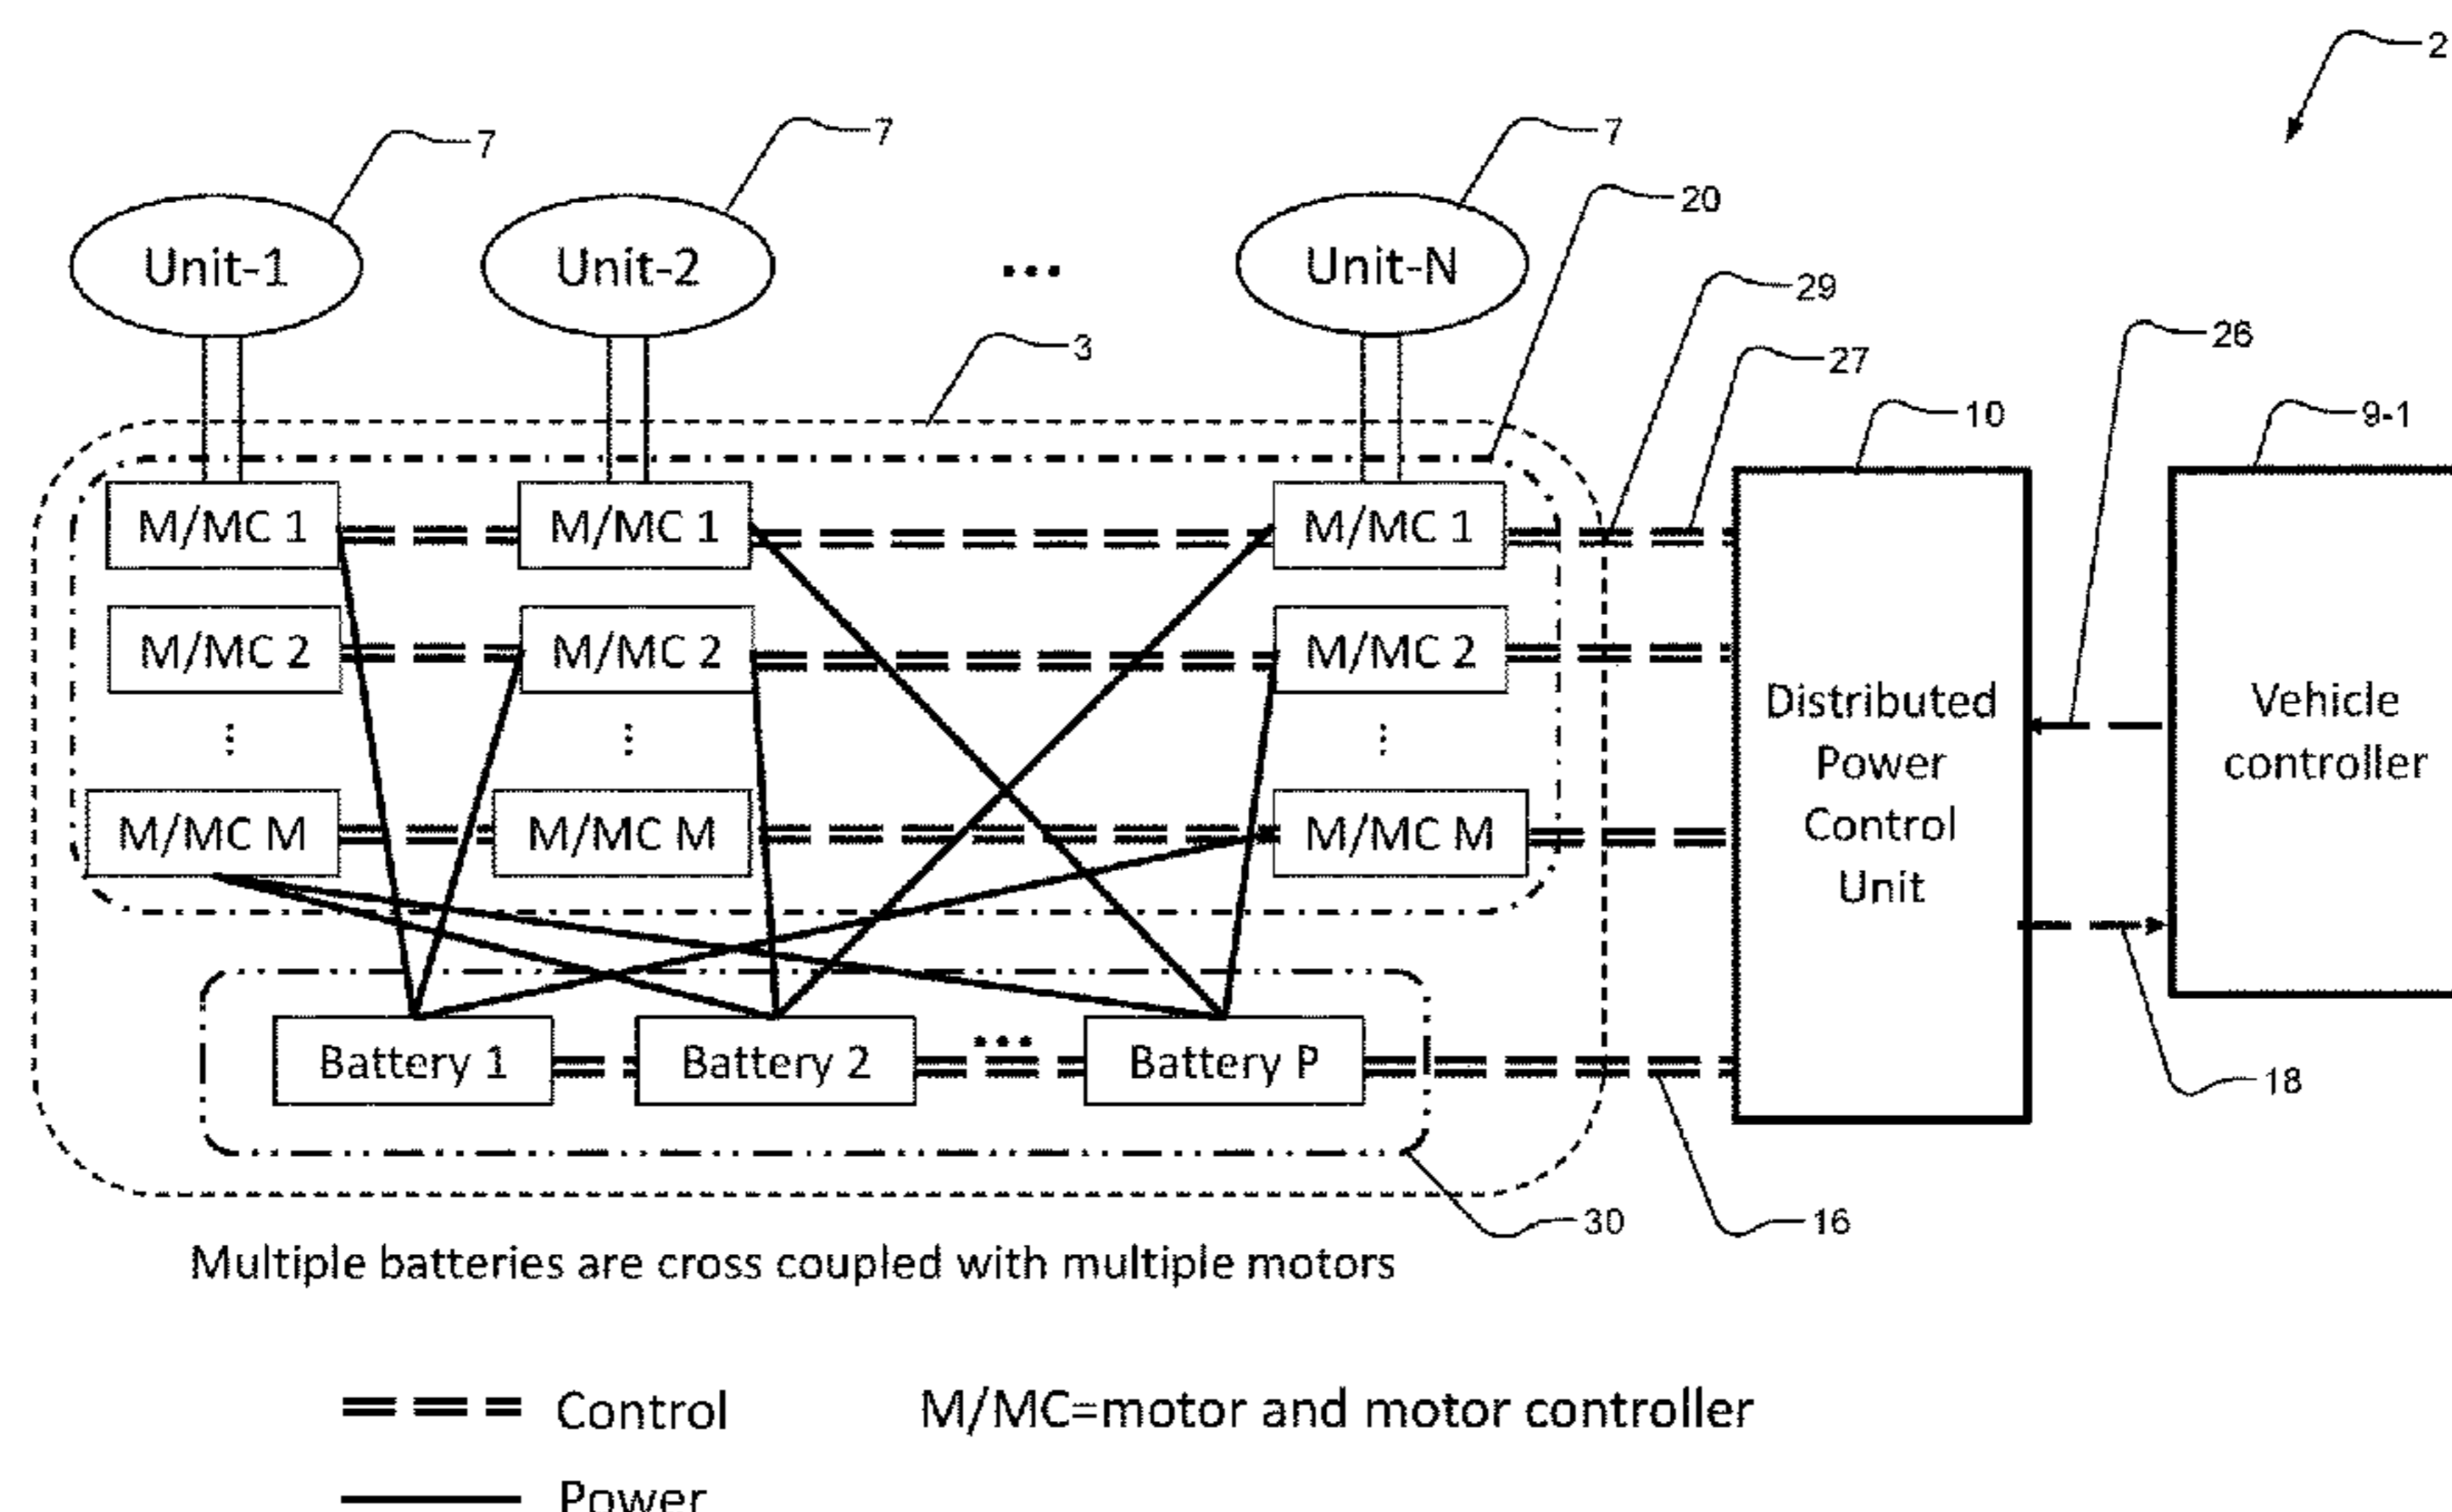 2
7
7
7
20
Unit-1
Unit-2
...
Unit-N
29
26
3
27
10
9-1
M/MC 1
M/MC 1
M/MC 1
M/MC 2
M/MC 2
M/MC 2
Distributed
Power
Control
Unit
Vehicle
controller
M/MC M
M/MC M
M/MC M
Battery 1
Battery 2
...
Battery P
18
30
16
Multiple batteries are cross coupled with multiple motors
Control
M/MC=motor and motor controller
Power